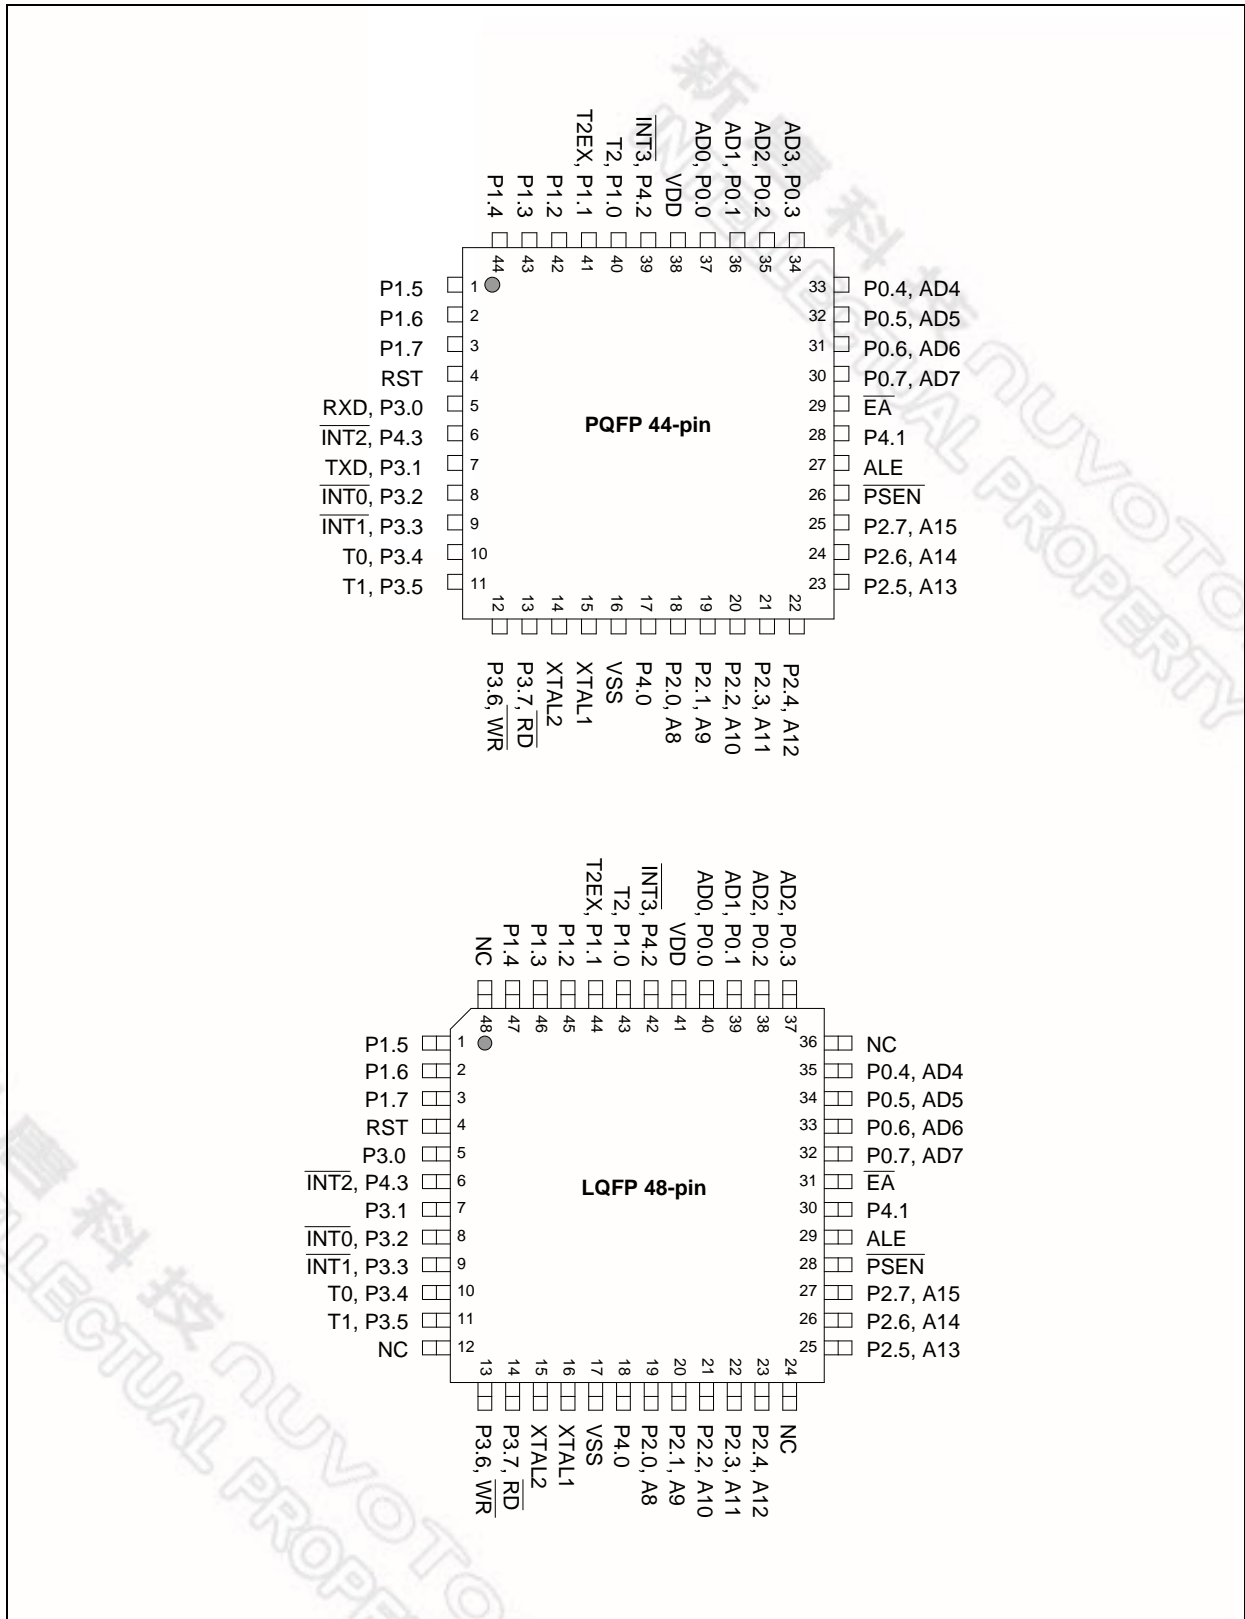 新唐科技 nuvoTo
INTELLECTUAL PROPERTY
P1.4
P1.3
P1.2
T2EX, P1.1
T2, P1.0
INT3, P4.2
VDD
AD0, P0.0
AD1, P0.1
AD2, P0.2
AD3, P0.3
44
43
42
41
40
39
38
37
36
35
34
P1.5 1
P1.6 2
P1.7 3
RST 4
RXD, P3.0 5
INT2, P4.3 6
TXD, P3.1 7
INT0, P3.2 8
INT1, P3.3 9
T0, P3.4 10
T1, P3.5 11
PQFP 44-pin
33 P0.4, AD4
32 P0.5, AD5
31 P0.6, AD6
30 P0.7, AD7
29 EA
28 P4.1
27 ALE
26 PSEN
25 P2.7, A15
24 P2.6, A14
23 P2.5, A13
12
13
14
15
16
17
18
19
20
21
22
P3.6, WR
P3.7, RD
XTAL2
XTAL1
VSS
P4.0
P2.0, A8
P2.1, A9
P2.2, A10
P2.3, A11
P2.4, A12
NC
P1.4
P1.3
P1.2
T2EX, P1.1
T2, P1.0
INT3, P4.2
VDD
AD0, P0.0
AD1, P0.1
AD2, P0.2
AD2, P0.3
48
47
46
45
44
43
42
41
40
39
38
37
P1.5 1
P1.6 2
P1.7 3
RST 4
P3.0 5
INT2, P4.3 6
P3.1 7
INT0, P3.2 8
INT1, P3.3 9
T0, P3.4 10
T1, P3.5 11
NC 12
LQFP 48-pin
36 NC
35 P0.4, AD4
34 P0.5, AD5
33 P0.6, AD6
32 P0.7, AD7
31 EA
30 P4.1
29 ALE
28 PSEN
27 P2.7, A15
26 P2.6, A14
25 P2.5, A13
13
14
15
16
17
18
19
20
21
22
23
24
P3.6, WR
P3.7, RD
XTAL2
XTAL1
VSS
P4.0
P2.0, A8
P2.1, A9
P2.2, A10
P2.3, A11
P2.4, A12
NC
唐科技 nuvoTo
LLECTUAL PROPE